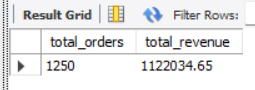 Result Grid Filter Rows:
total_orders total_revenue
1250 1122034.65